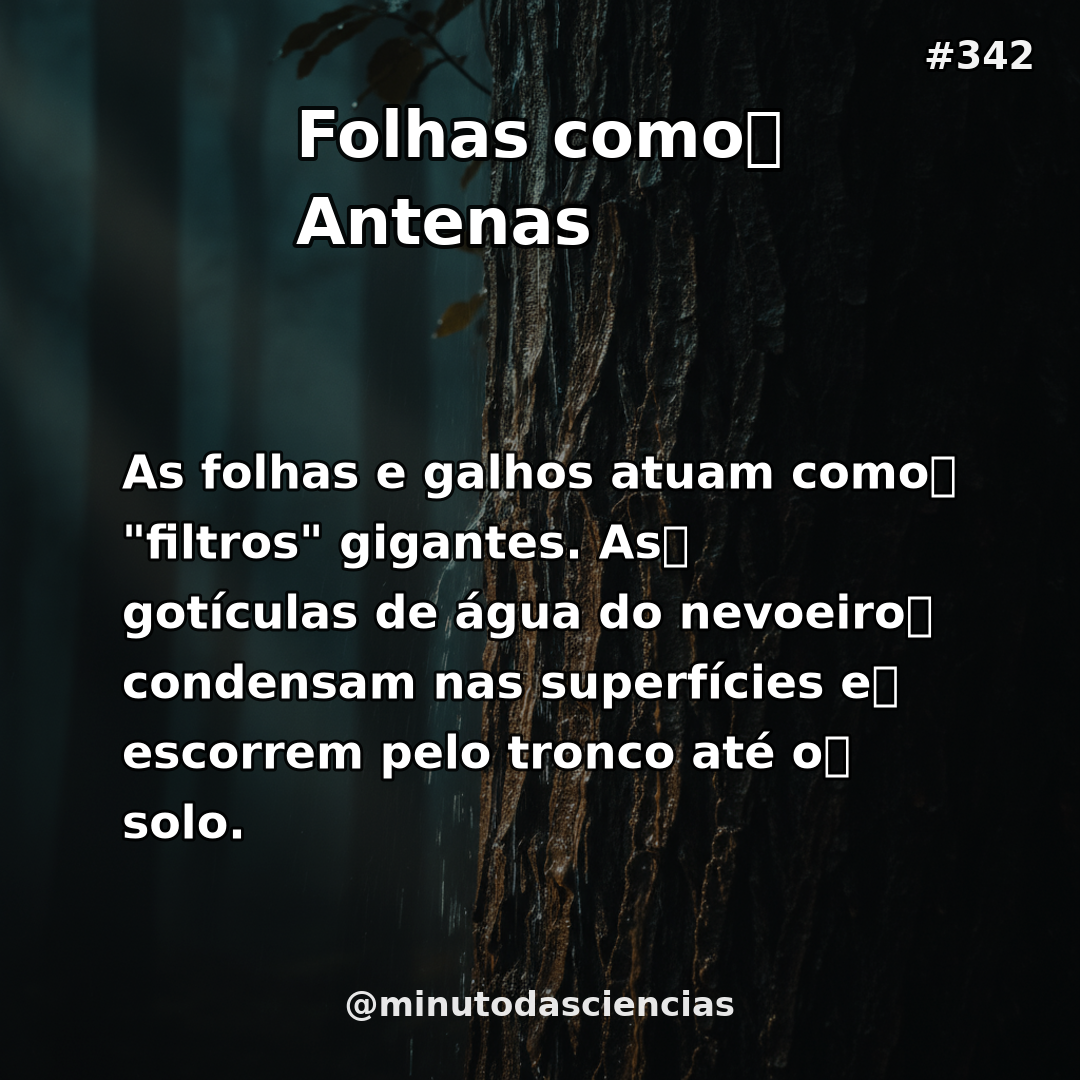 #342
Folhas como▯
Antenas
As folhas e galhos atuam como▯
"filtros" gigantes. As▯
gotículas de água do nevoeiro▯
condensam nas superfícies e▯
escorrem pelo tronco até o▯
solo.
@minutodasciencias